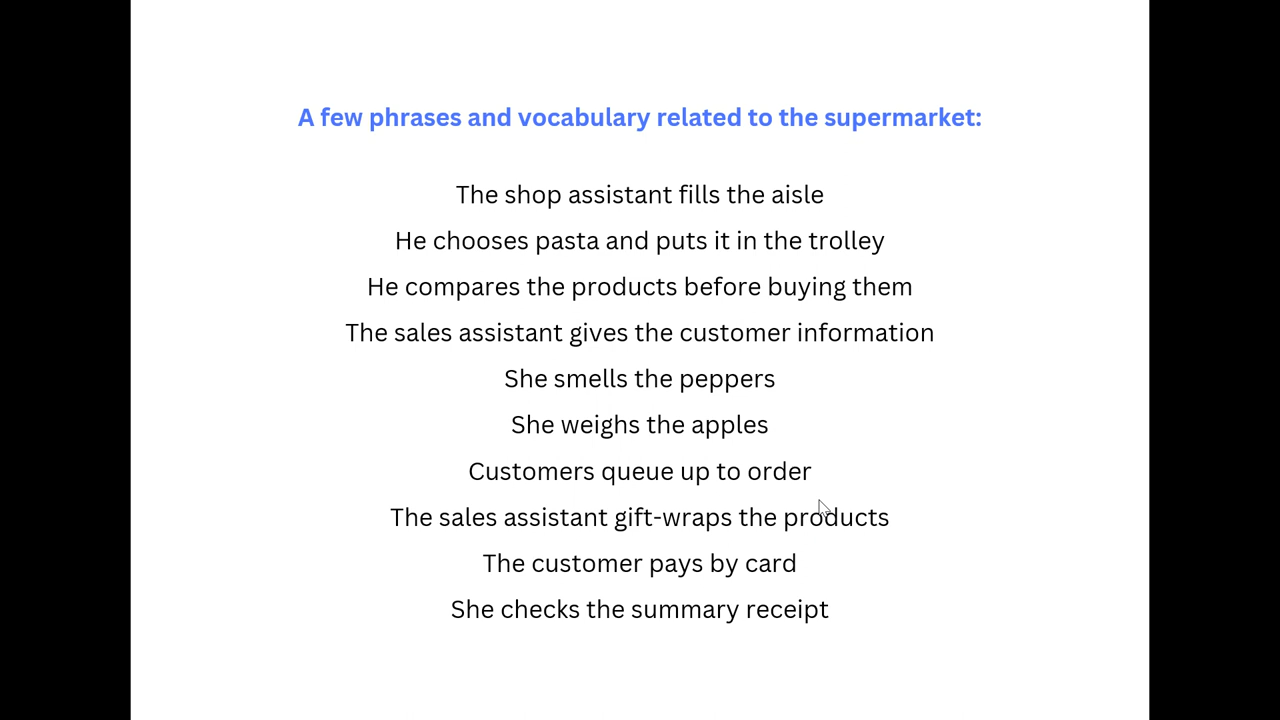 A few phrases and vocabulary related to the supermarket:
The shop assistant fills the aisle
He chooses pasta and puts it in the trolley
He compares the products before buying them
The sales assistant gives the customer information
She smells the peppers
She weighs the apples
Customers queue up to order
The sales assistant gift-wraps the products
The customer pays by card
She checks the summary receipt